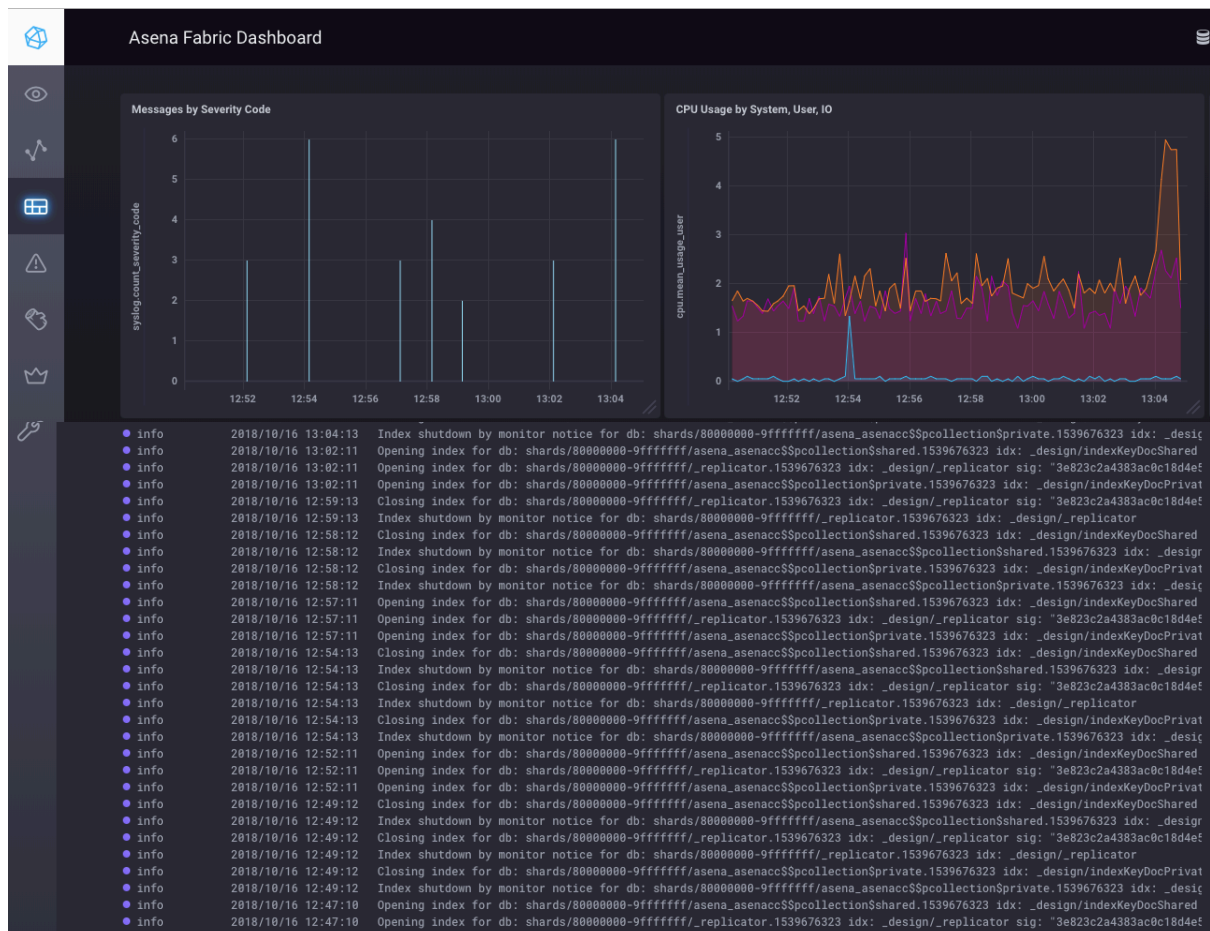 Asena Fabric Dashboard
Messages by Severity Code
syslog.count_severity_code
6
5
4
3
2
1
0
12:52 12:54 12:56 12:58 13:00 13:02 13:04
CPU Usage by System, User, IO
cpu.mean_usage_user
5
4
3
2
1
0
12:52 12:54 12:56 12:58 13:00 13:02 13:04
info 2018/10/16 13:04:13 Index shutdown by monitor notice for db: shards/80000000-9fffffff/asena_asenacc$$pcollection$private.1539676323 idx: _desig
info 2018/10/16 13:02:11 Opening index for db: shards/80000000-9fffffff/asena_asenacc$$pcollection$shared.1539676323 idx: _design/indexKeyDocShared
info 2018/10/16 13:02:11 Opening index for db: shards/80000000-9fffffff/_replicator.1539676323 idx: _design/_replicator sig: "3e823c2a4383ac0c18d4e5
info 2018/10/16 13:02:11 Opening index for db: shards/80000000-9fffffff/asena_asenacc$$pcollection$private.1539676323 idx: _design/indexKeyDocPrivat
info 2018/10/16 12:59:13 Closing index for db: shards/80000000-9fffffff/_replicator.1539676323 idx: _design/_replicator sig: "3e823c2a4383ac0c18d4e5
info 2018/10/16 12:59:13 Index shutdown by monitor notice for db: shards/80000000-9fffffff/_replicator.1539676323 idx: _design/_replicator
info 2018/10/16 12:58:12 Closing index for db: shards/80000000-9fffffff/asena_asenacc$$pcollection$shared.1539676323 idx: _design/indexKeyDocShared
info 2018/10/16 12:58:12 Index shutdown by monitor notice for db: shards/80000000-9fffffff/asena_asenacc$$pcollection$shared.1539676323 idx: _design
info 2018/10/16 12:58:12 Closing index for db: shards/80000000-9fffffff/asena_asenacc$$pcollection$private.1539676323 idx: _design/indexKeyDocPrivat
info 2018/10/16 12:58:12 Index shutdown by monitor notice for db: shards/80000000-9fffffff/asena_asenacc$$pcollection$private.1539676323 idx: _desig
info 2018/10/16 12:57:11 Opening index for db: shards/80000000-9fffffff/asena_asenacc$$pcollection$shared.1539676323 idx: _design/indexKeyDocShared
info 2018/10/16 12:57:11 Opening index for db: shards/80000000-9fffffff/_replicator.1539676323 idx: _design/_replicator sig: "3e823c2a4383ac0c18d4e5
info 2018/10/16 12:57:11 Opening index for db: shards/80000000-9fffffff/asena_asenacc$$pcollection$private.1539676323 idx: _design/indexKeyDocPrivat
info 2018/10/16 12:54:13 Closing index for db: shards/80000000-9fffffff/asena_asenacc$$pcollection$shared.1539676323 idx: _design/indexKeyDocShared
info 2018/10/16 12:54:13 Index shutdown by monitor notice for db: shards/80000000-9fffffff/asena_asenacc$$pcollection$shared.1539676323 idx: _design
info 2018/10/16 12:54:13 Closing index for db: shards/80000000-9fffffff/_replicator.1539676323 idx: _design/_replicator sig: "3e823c2a4383ac0c18d4e5
info 2018/10/16 12:54:13 Index shutdown by monitor notice for db: shards/80000000-9fffffff/_replicator.1539676323 idx: _design/_replicator
info 2018/10/16 12:54:13 Closing index for db: shards/80000000-9fffffff/asena_asenacc$$pcollection$private.1539676323 idx: _design/indexKeyDocPrivat
info 2018/10/16 12:54:13 Index shutdown by monitor notice for db: shards/80000000-9fffffff/asena_asenacc$$pcollection$private.1539676323 idx: _desig
info 2018/10/16 12:52:11 Opening index for db: shards/80000000-9fffffff/asena_asenacc$$pcollection$shared.1539676323 idx: _design/indexKeyDocShared
info 2018/10/16 12:52:11 Opening index for db: shards/80000000-9fffffff/_replicator.1539676323 idx: _design/_replicator sig: "3e823c2a4383ac0c18d4e5
info 2018/10/16 12:52:11 Opening index for db: shards/80000000-9fffffff/asena_asenacc$$pcollection$private.1539676323 idx: _design/indexKeyDocPrivat
info 2018/10/16 12:49:12 Closing index for db: shards/80000000-9fffffff/asena_asenacc$$pcollection$shared.1539676323 idx: _design/indexKeyDocShared
info 2018/10/16 12:49:12 Index shutdown by monitor notice for db: shards/80000000-9fffffff/asena_asenacc$$pcollection$shared.1539676323 idx: _design
info 2018/10/16 12:49:12 Closing index for db: shards/80000000-9fffffff/_replicator.1539676323 idx: _design/_replicator sig: "3e823c2a4383ac0c18d4e5
info 2018/10/16 12:49:12 Index shutdown by monitor notice for db: shards/80000000-9fffffff/_replicator.1539676323 idx: _design/_replicator
info 2018/10/16 12:49:12 Closing index for db: shards/80000000-9fffffff/asena_asenacc$$pcollection$private.1539676323 idx: _design/indexKeyDocPrivat
info 2018/10/16 12:49:12 Index shutdown by monitor notice for db: shards/80000000-9fffffff/asena_asenacc$$pcollection$private.1539676323 idx: _desig
info 2018/10/16 12:47:10 Opening index for db: shards/80000000-9fffffff/asena_asenacc$$pcollection$shared.1539676323 idx: _design/indexKeyDocShared
info 2018/10/16 12:47:10 Opening index for db: shards/80000000-9fffffff/_replicator.1539676323 idx: _design/_replicator sig: "3e823c2a4383ac0c18d4e5